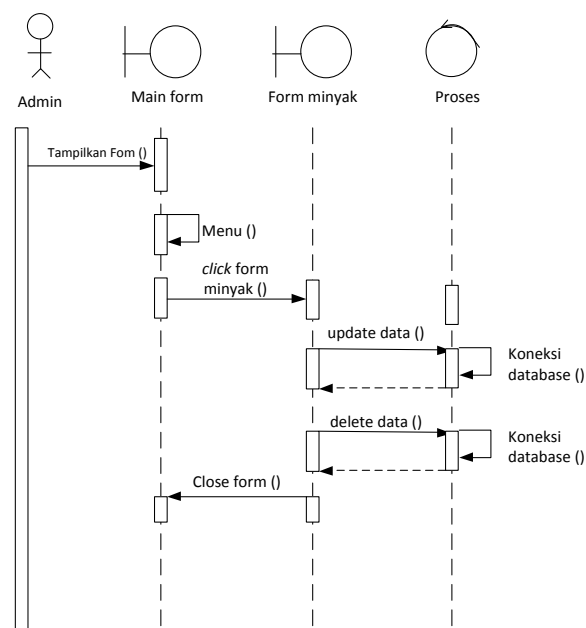 Admin
Main form
Form minyak
Proses
Tampilkan Fom ()
Menu ()
click form
minyak ()
update data ()
Koneksi
database ()
delete data ()
Koneksi
database ()
Close form ()